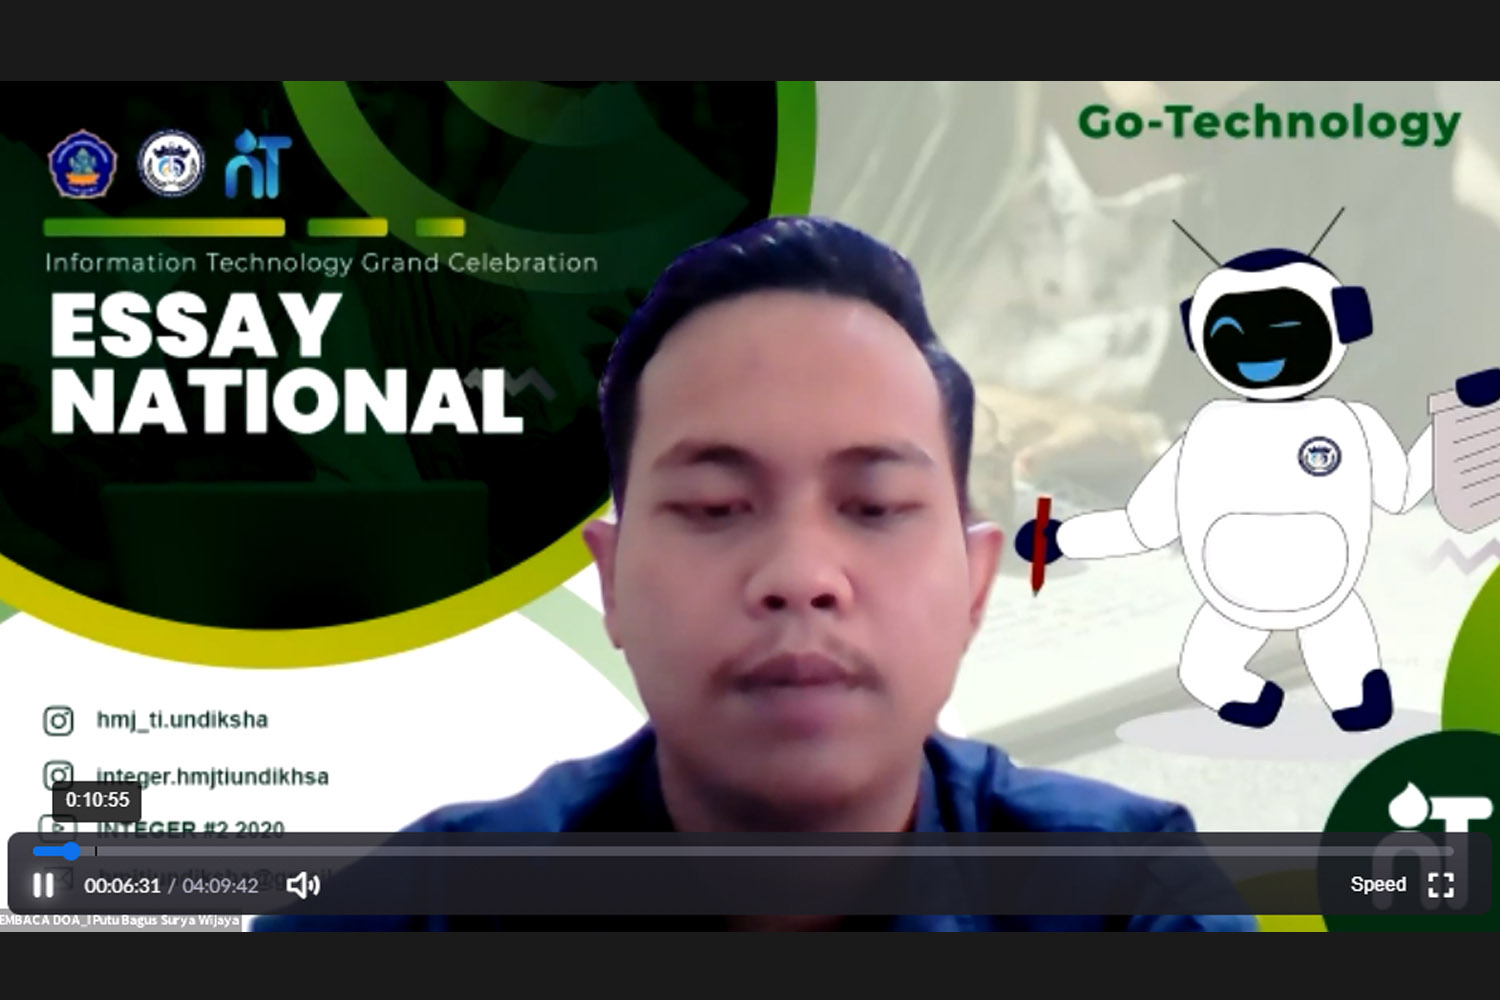 Go-Technology
Information Technology Grand Celebration
ESSAY
NATIONAL
hmj_ti.undiksha
integer.hmjtiundikhsa
0:10:55
INTEGER #2 2020
00:06:31 / 04:09:42
Speed
EMBACA DOA_I Putu Bagus Surya Wijaya